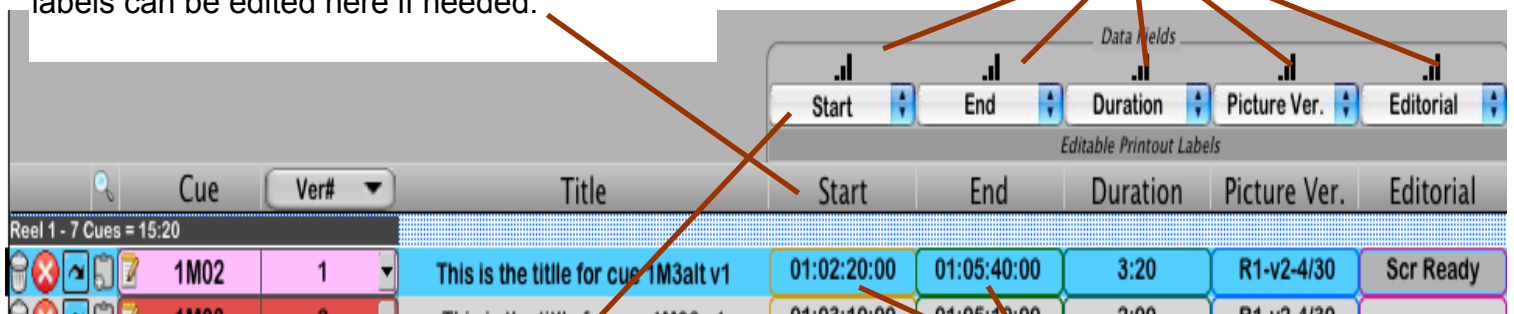 labels can be edited here if needed.
Data Fields
Start End Duration Picture Ver. Editorial
Editable Printout Labels
Cue Ver# Title Start End Duration Picture Ver. Editorial
Reel 1 - 7 Cues = 15:20
1M02 1 This is the titlle for cue 1M3alt v1 01:02:20:00 01:05:40:00 3:20 R1-v2-4/30 Scr Ready